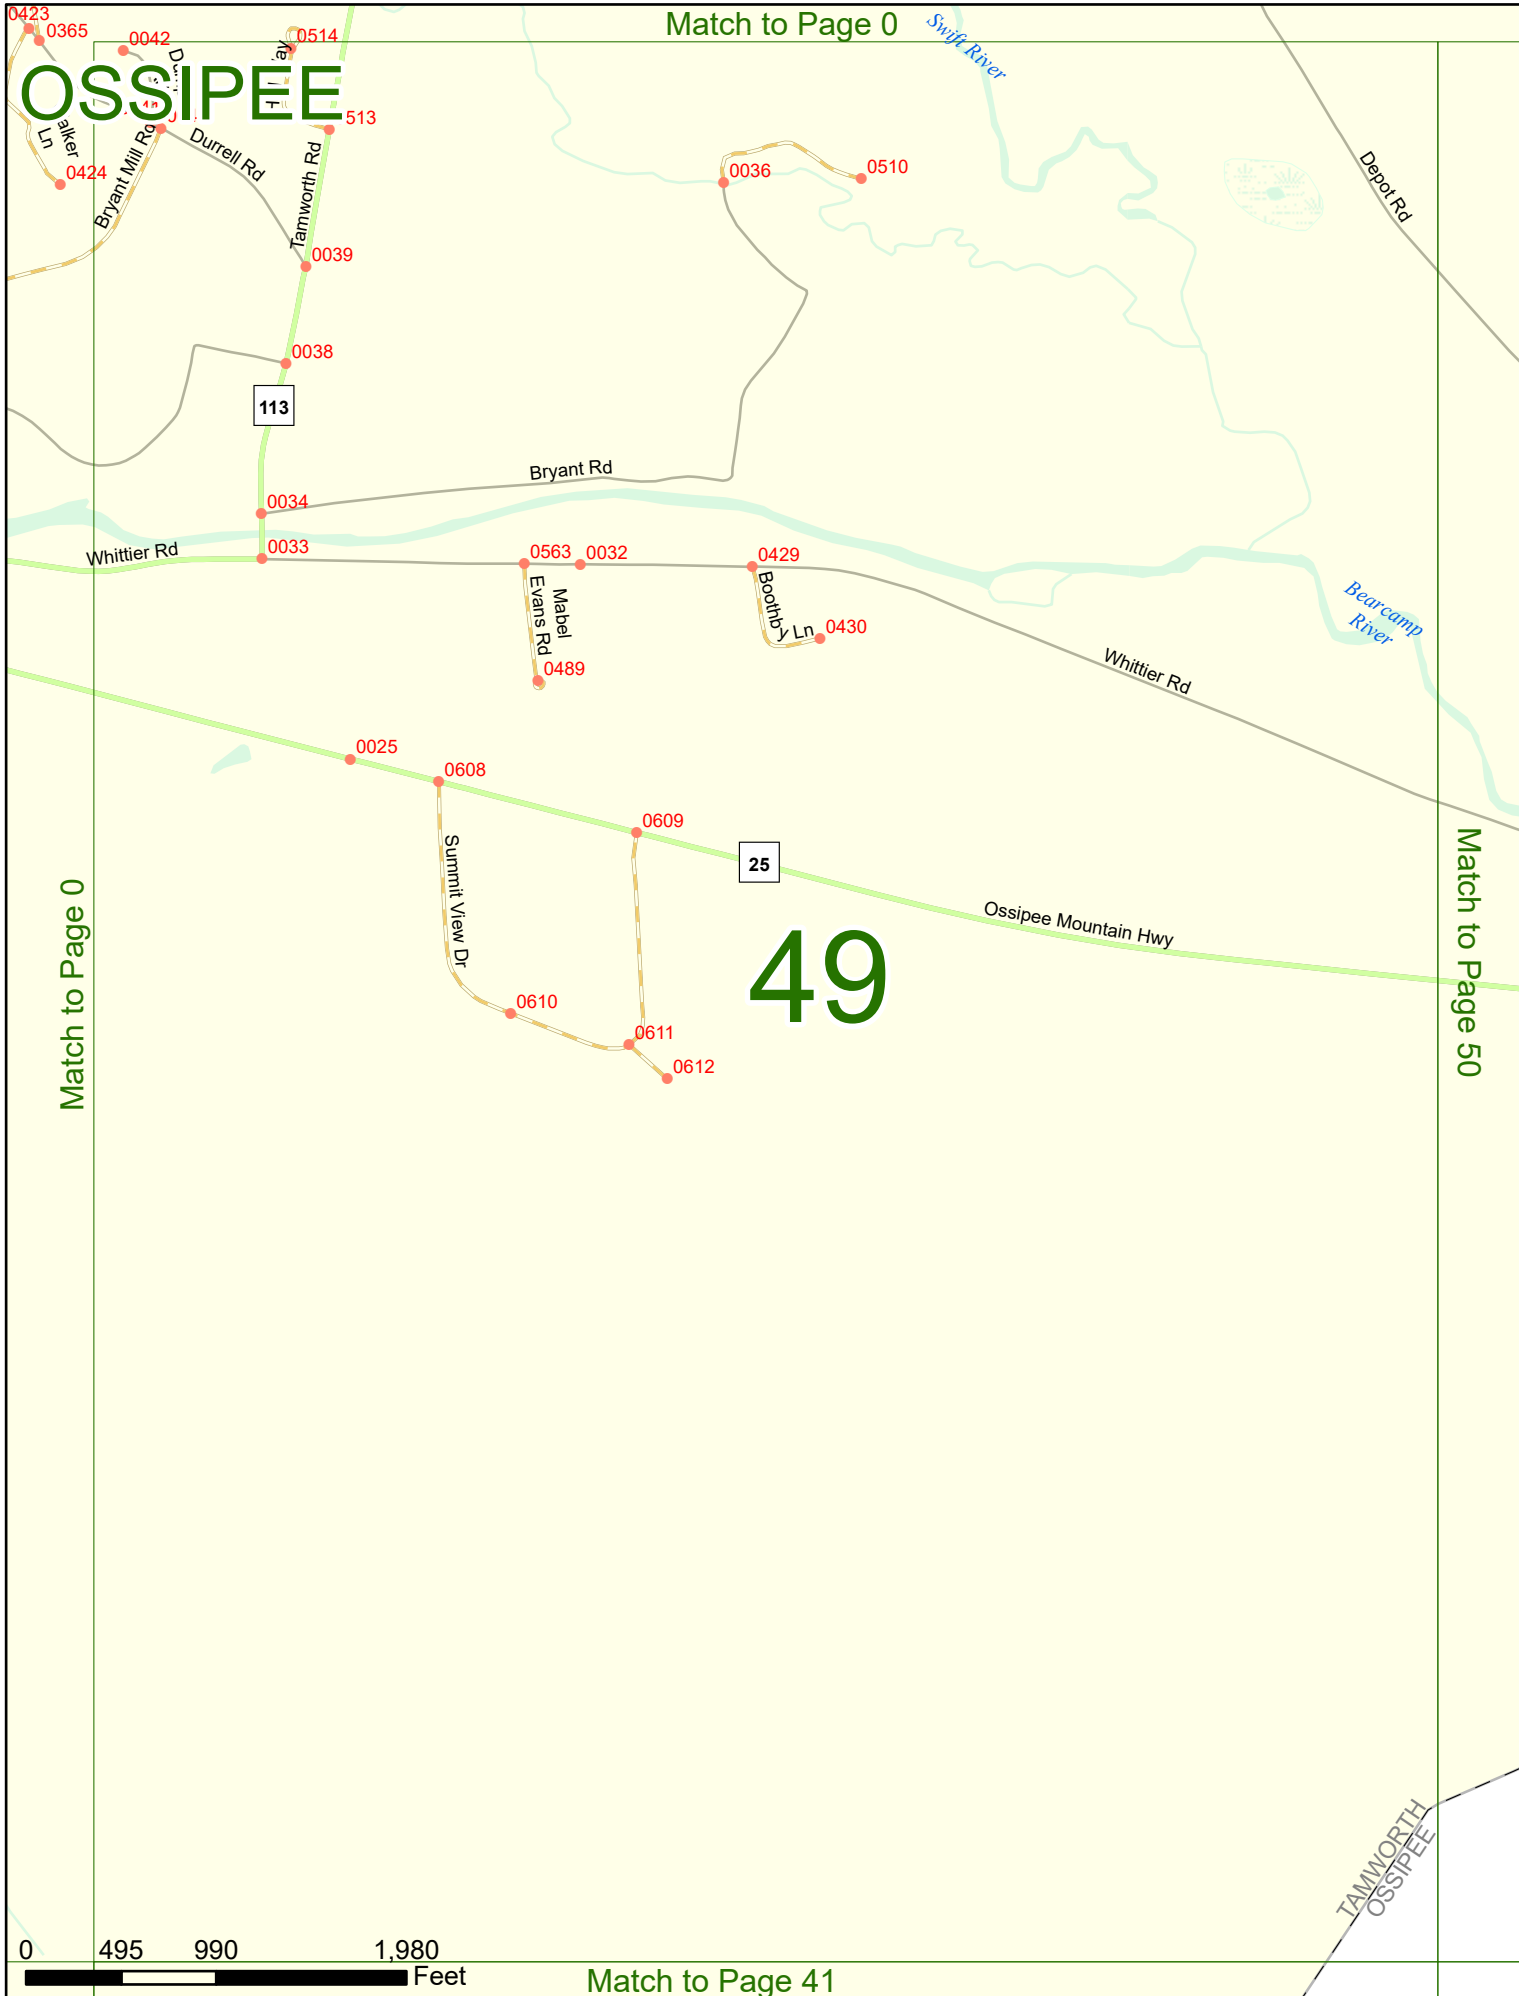 Match to Page 0
OSSIPEE
0423
0365
0042
0514
513
0424
Ln
Bryant Mill Rd
Durrell Rd
Tamworth Rd
0039
0038
113
0036
0510
Swift River
Depot Rd
Bryant Rd
0034
0033
Whittier Rd
0563
0032
0429
Mabel
Evans Rd
Boothby Ln
0430
0489
Bearcamp
River
Whittier Rd
0025
0608
0609
25
Summit View Dr
Ossipee Mountain Hwy
49
0610
0611
0612
Match to Page 0
Match to Page 50
TAMWORTH
OSSIPEE
0 495 990 1,980
Feet
Match to Page 41